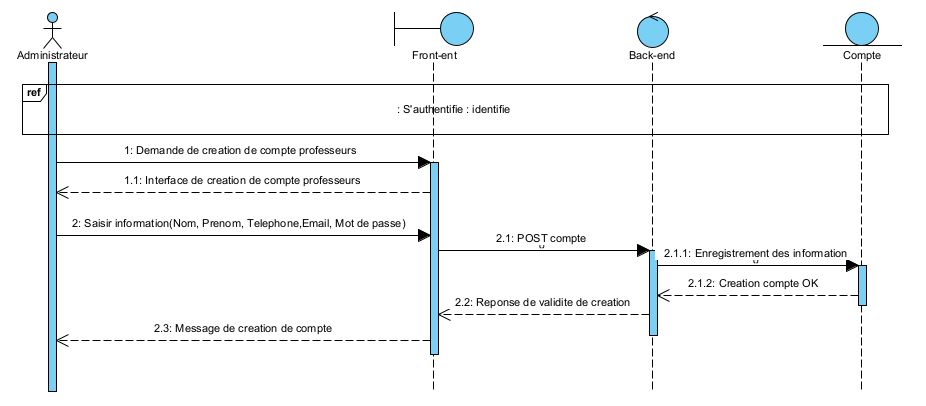 Administrateur
Front-ent
Back-end
Compte
ref
: S'authentifie : identifie
1: Demande de creation de compte professeurs
1.1: Interface de creation de compte professeurs
2: Saisir information(Nom, Prenom, Telephone,Email, Mot de passe)
2.1: POST compte
2.1.1: Enregistrement des information
2.1.2: Creation compte OK
2.2: Reponse de validite de creation
2.3: Message de creation de compte